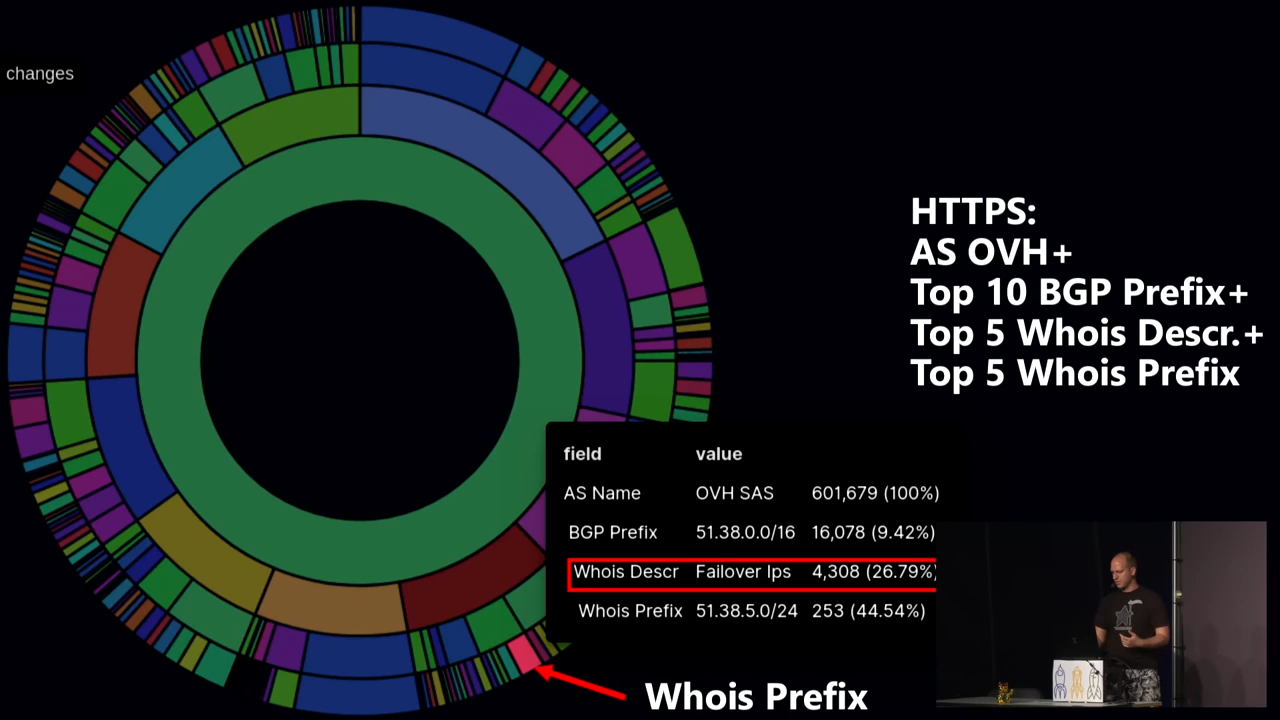 changes
HTTPS:
AS OVH+
Top 10 BGP Prefix+
Top 5 Whois Descr.+
Top 5 Whois Prefix
field value
AS Name OVH SAS 601,679 (100%)
BGP Prefix 51.38.0.0/16 16,078 (9.42%)
Whois Descr Failover Ips 4,308 (26.79%)
Whois Prefix 51.38.5.0/24 253 (44.54%)
Whois Prefix